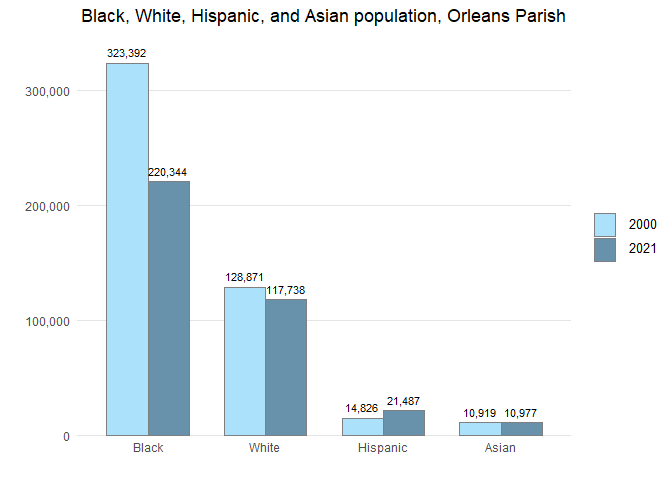 Black, White, Hispanic, and Asian population, Orleans Parish
323,392
300,000
220,344
200,000
128,871
117,738
100,000
14,826
21,487
10,919
10,977
0
Black
White
Hispanic
Asian
2000
2021